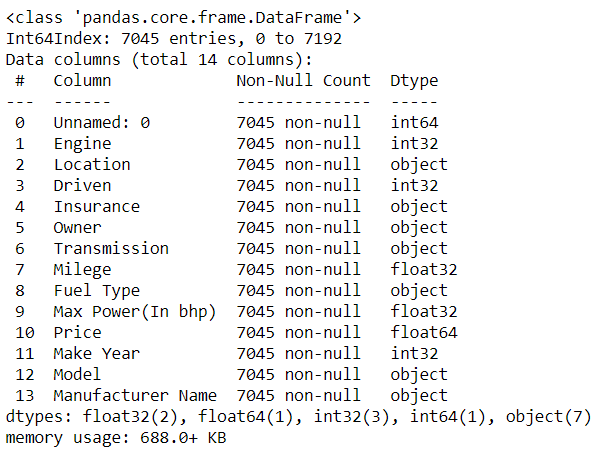 <class 'pandas.core.frame.DataFrame'>
Int64Index: 7045 entries, 0 to 7192
Data columns (total 14 columns):
 #   Column             Non-Null Count  Dtype
---  ------             --------------  -----
 0   Unnamed: 0         7045 non-null   int64
 1   Engine             7045 non-null   int32
 2   Location           7045 non-null   object
 3   Driven             7045 non-null   int32
 4   Insurance          7045 non-null   object
 5   Owner              7045 non-null   object
 6   Transmission       7045 non-null   object
 7   Milege             7045 non-null   float32
 8   Fuel Type          7045 non-null   object
 9   Max Power(In bhp)  7045 non-null   float32
 10  Price              7045 non-null   float64
 11  Make Year          7045 non-null   int32
 12  Model              7045 non-null   object
 13  Manufacturer Name  7045 non-null   object
dtypes: float32(2), float64(1), int32(3), int64(1), object(7)
memory usage: 688.0+ KB